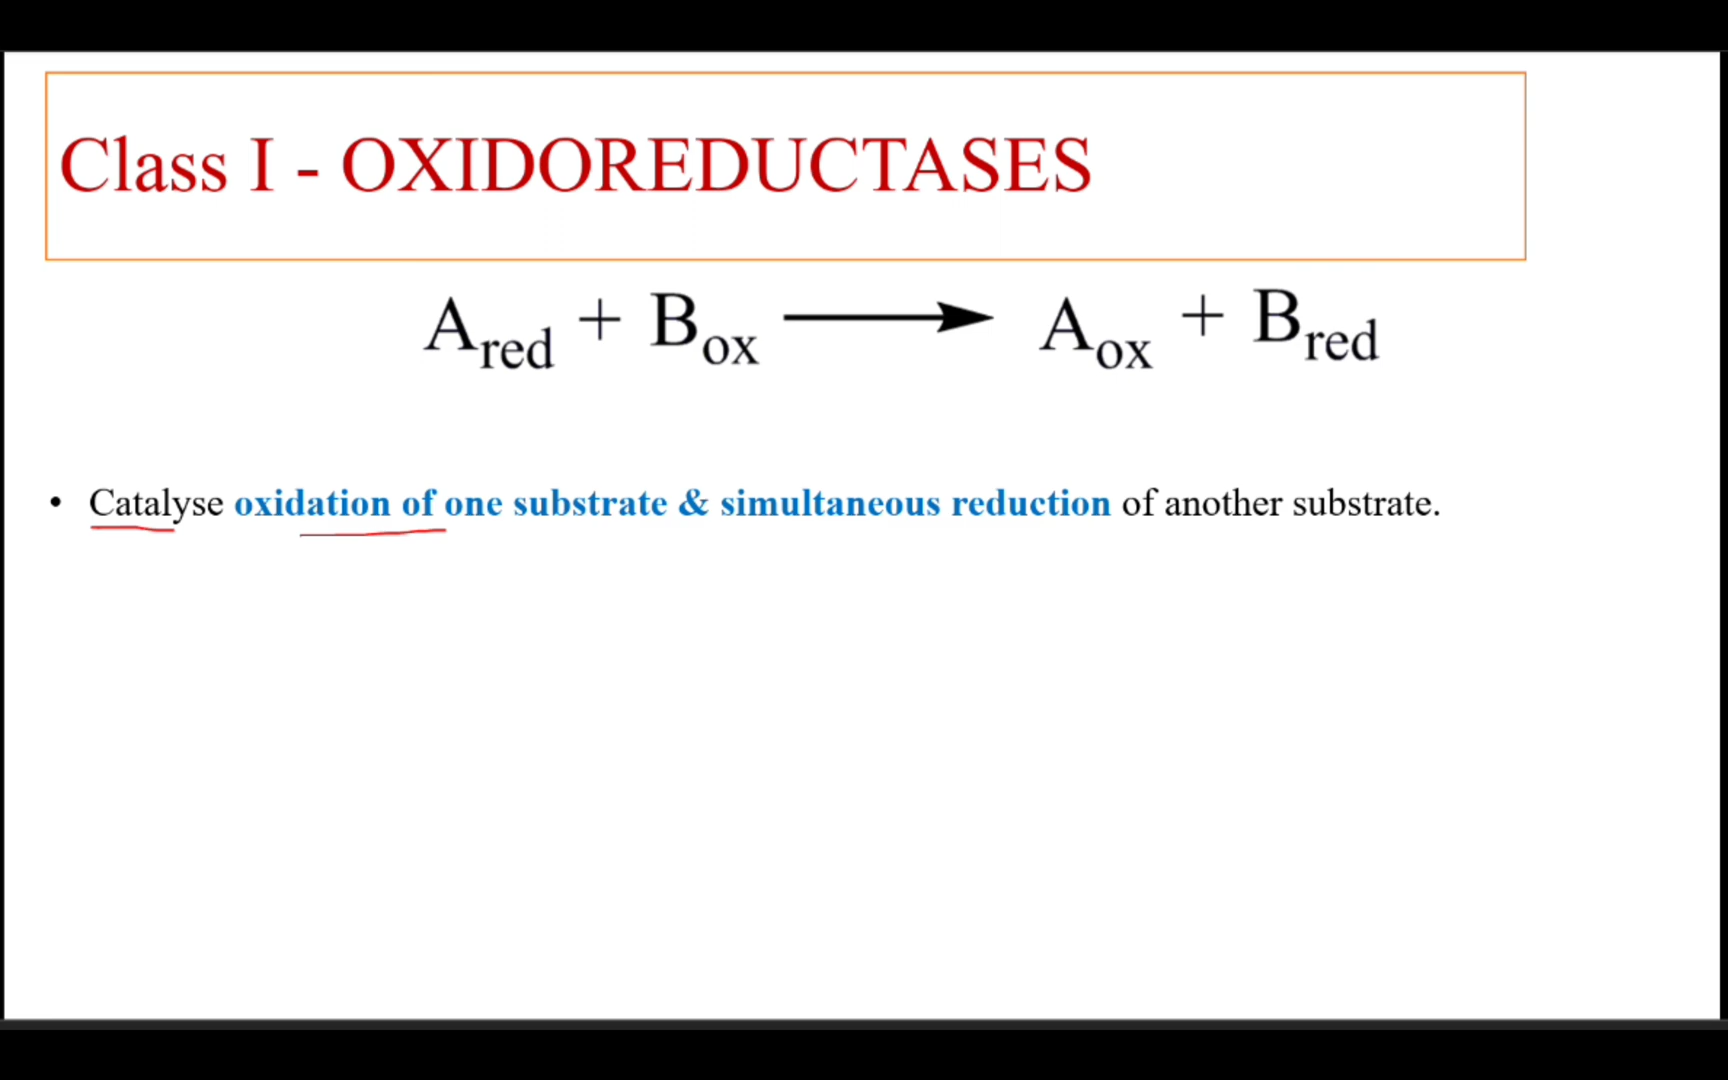 Class I - OXIDOREDUCTASES
A_red + B_ox ⟶ A_ox + B_red
• Catalyse oxidation of one substrate & simultaneous reduction of another substrate.